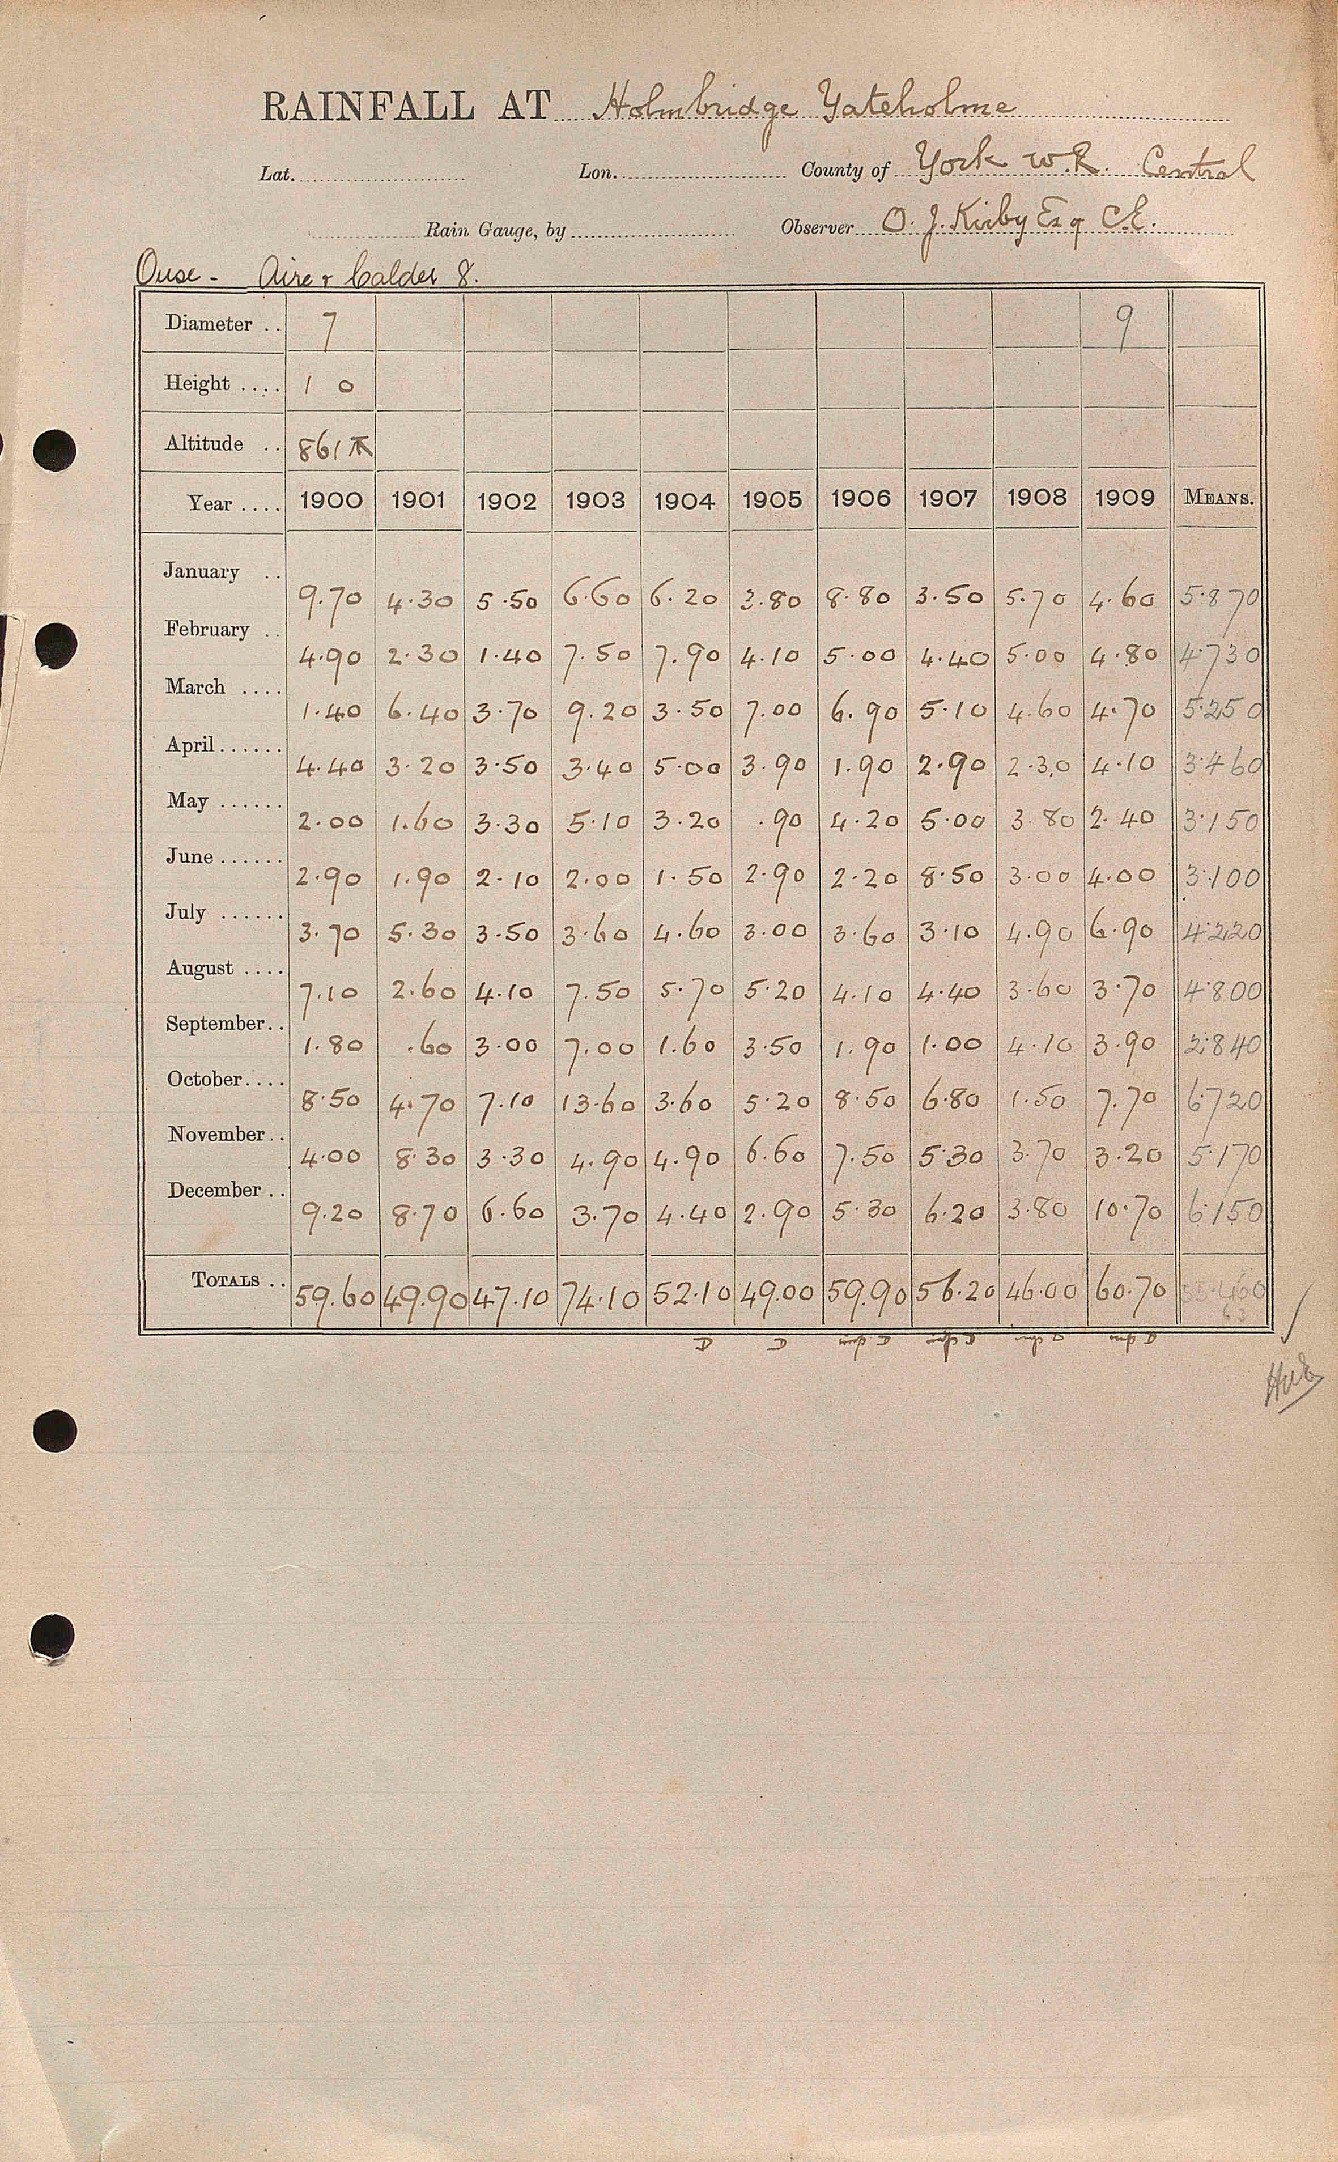 RAINFALL AT Holmbridge Yateholme
Lat. Lon. County of York W.R. Central
Rain Gauge, by Observer O. J. Kirby Esq C.E.
Ouse - Aire & Calder 8.
Diameter .. 7 9
Height .... 1 0
Altitude .. 861
Year .... 1900 1901 1902 1903 1904 1905 1906 1907 1908 1909 MEANS.
January .. 9.70 4.30 5.50 6.60 6.20 3.80 8.80 3.50 5.70 4.60 5.870
February .. 4.90 2.30 1.40 7.50 7.90 4.10 5.00 4.40 5.00 4.80 4.730
March .... 1.40 6.40 3.70 9.20 3.50 7.00 6.90 5.10 4.60 4.70 5.250
April ...... 4.40 3.20 3.50 3.40 5.00 3.90 1.90 2.90 2.30 4.10 3.460
May ...... 2.00 1.60 3.30 5.10 3.20 .90 4.20 5.00 3.80 2.40 3.150
June ...... 2.90 1.90 2.10 2.00 1.50 2.90 2.20 8.50 3.00 4.00 3.100
July ...... 3.70 5.30 3.50 3.60 4.60 3.00 3.60 3.10 4.90 6.90 4.220
August .... 7.10 2.60 4.10 7.50 5.70 5.20 4.10 4.40 3.60 3.70 4.800
September .. 1.80 .60 3.00 7.00 1.60 3.50 1.90 1.00 4.10 3.90 2.840
October .... 8.50 4.70 7.10 13.60 3.60 5.20 8.50 6.80 1.50 7.70 6.720
November .. 4.00 8.30 3.30 4.90 4.90 6.60 7.50 5.30 3.70 3.20 5.170
December .. 9.20 8.70 6.60 3.70 4.40 2.90 5.30 6.20 3.80 10.70 6.150
TOTALS .. 59.60 49.90 47.10 74.10 52.10 49.00 59.90 56.20 46.00 60.70 55.460
63
D D D D D D